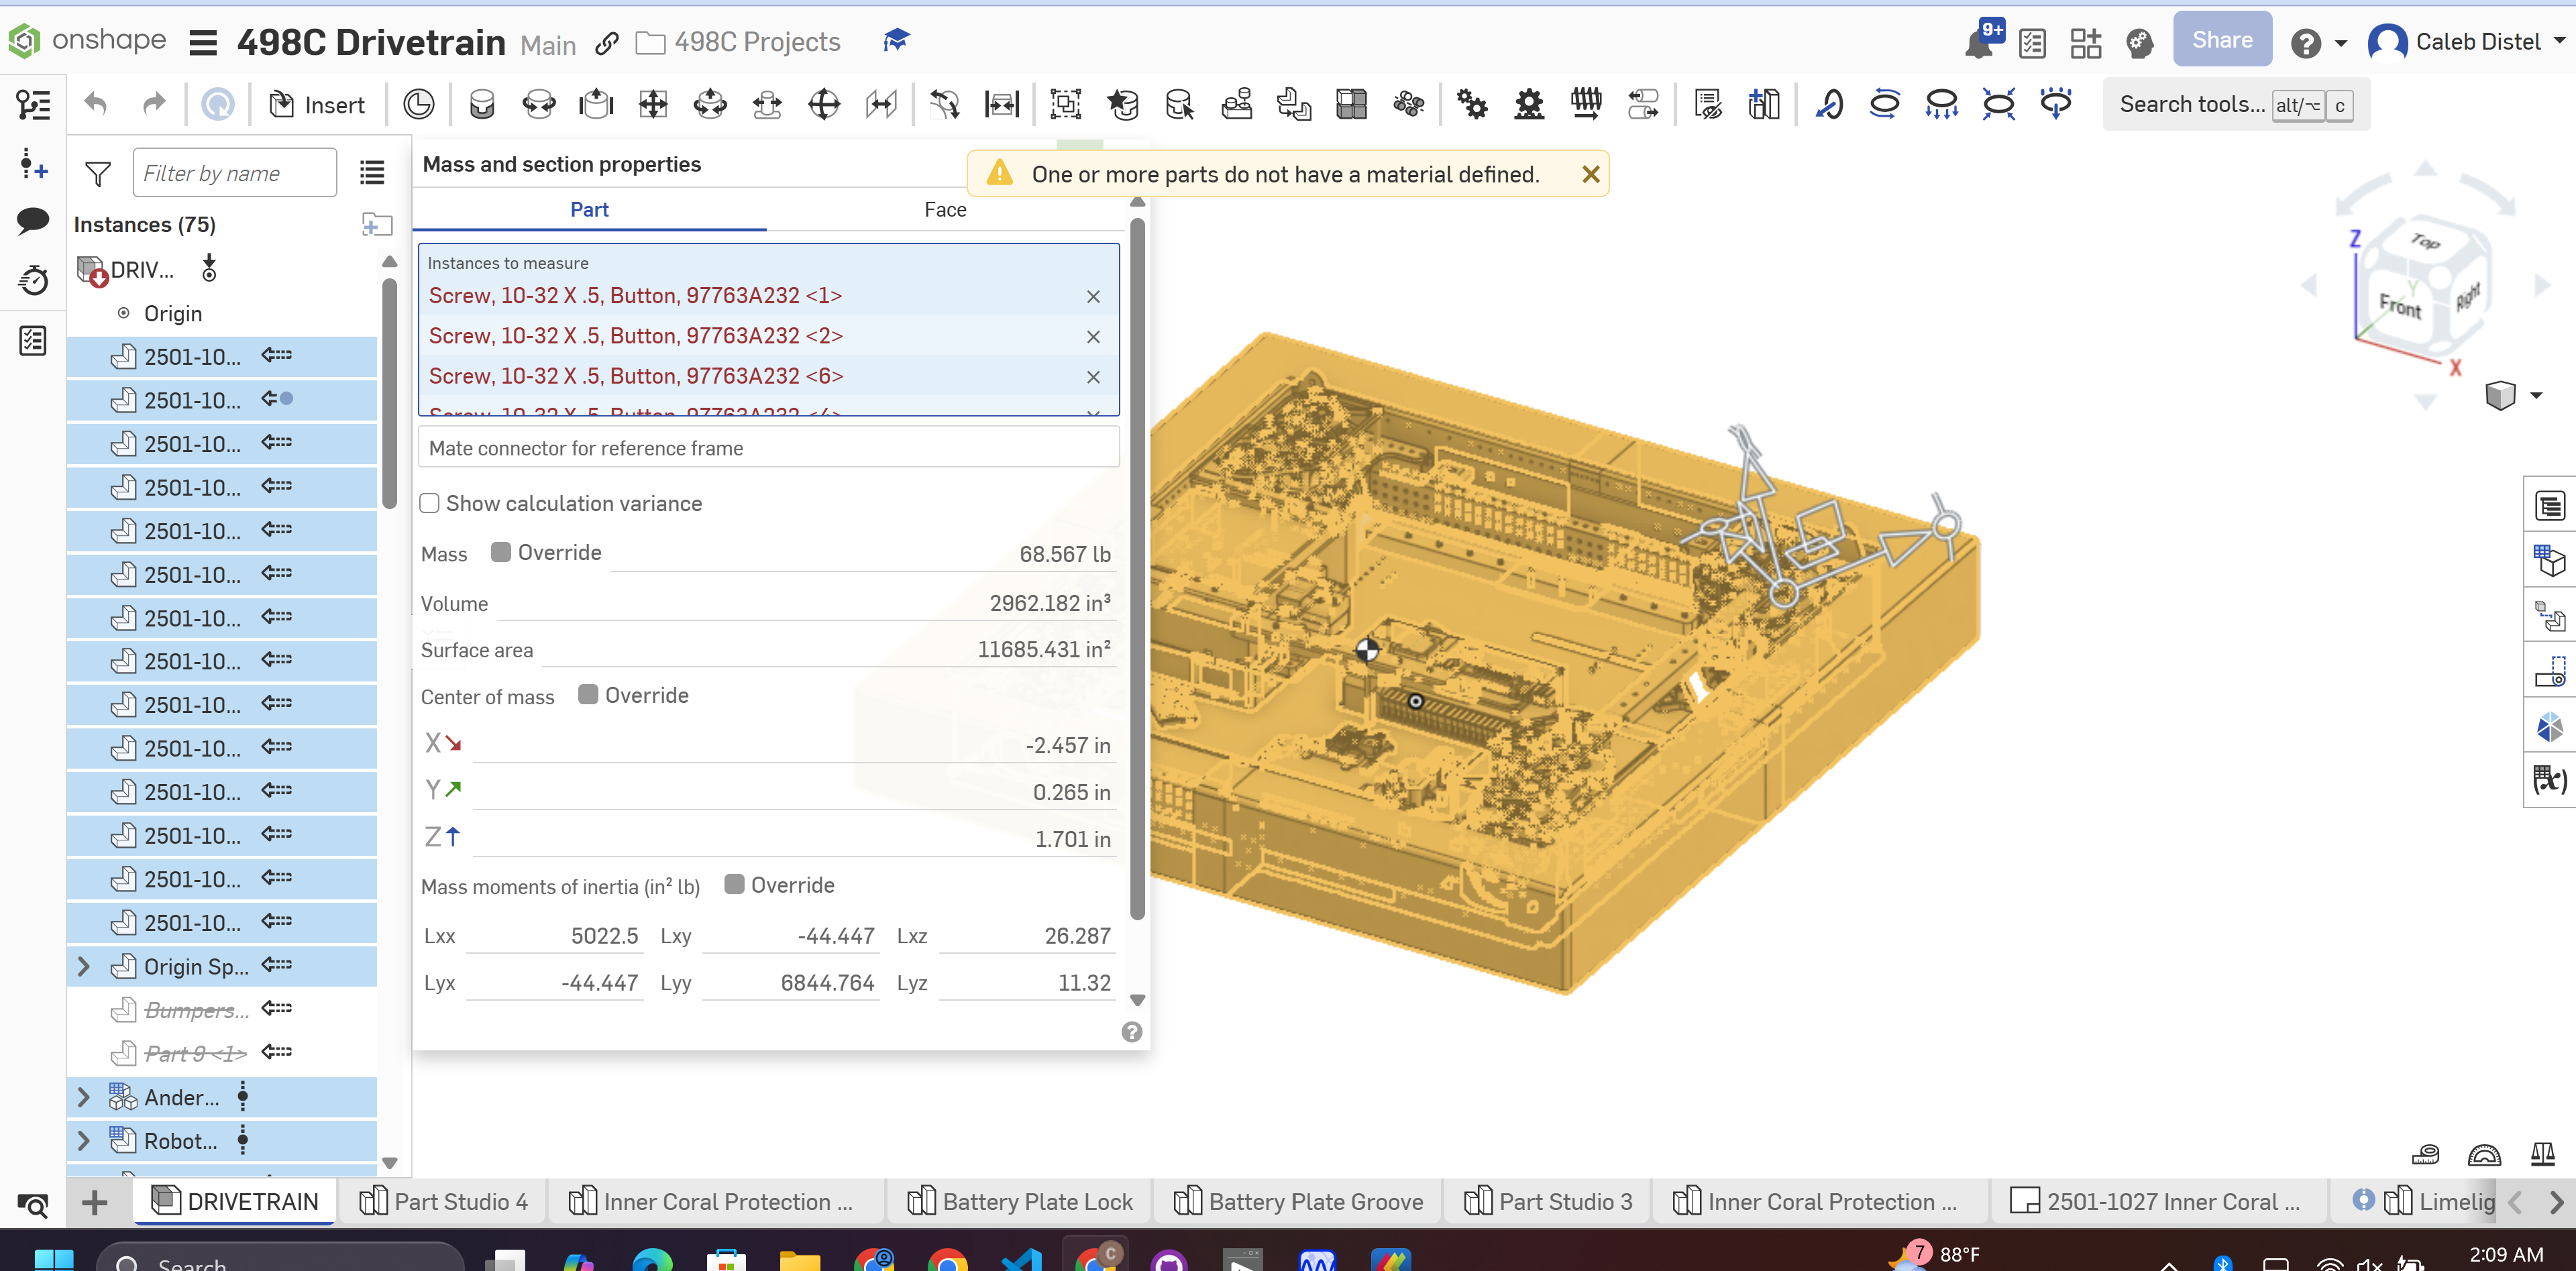 onshape 498C Drivetrain Main 498C Projects 9+ Share Caleb Distel
Insert Search tools... alt/⌥ c
Filter by name
Instances (75)
DRIV...
Origin
2501-10...
2501-10...
2501-10...
2501-10...
2501-10...
2501-10...
2501-10...
2501-10...
2501-10...
2501-10...
2501-10...
2501-10...
2501-10...
2501-10...
Origin Sp...
Bumpers...
Part 9 <1>
Ander...
Robot...
Mass and section properties
One or more parts do not have a material defined.
Part Face
Instances to measure
Screw, 10-32 X .5, Button, 97763A232 <1>
Screw, 10-32 X .5, Button, 97763A232 <2>
Screw, 10-32 X .5, Button, 97763A232 <6>
Screw, 10-32 X .5, Button, 97763A232 <4>
Mate connector for reference frame
Show calculation variance
Mass Override 68.567 lb
Volume 2962.182 in³
Surface area 11685.431 in²
Center of mass Override
X -2.457 in
Y 0.265 in
Z 1.701 in
Mass moments of inertia (in² lb) Override
Lxx 5022.5 Lxy -44.447 Lxz 26.287
Lyx -44.447 Lyy 6844.764 Lyz 11.32
Z
Top
Y
Front
Right
X
(x)
DRIVETRAIN Part Studio 4 Inner Coral Protection ... Battery Plate Lock Battery Plate Groove Part Studio 3 Inner Coral Protection ... 2501-1027 Inner Coral ... Limelig
Search C 7 88°F 2:09 AM